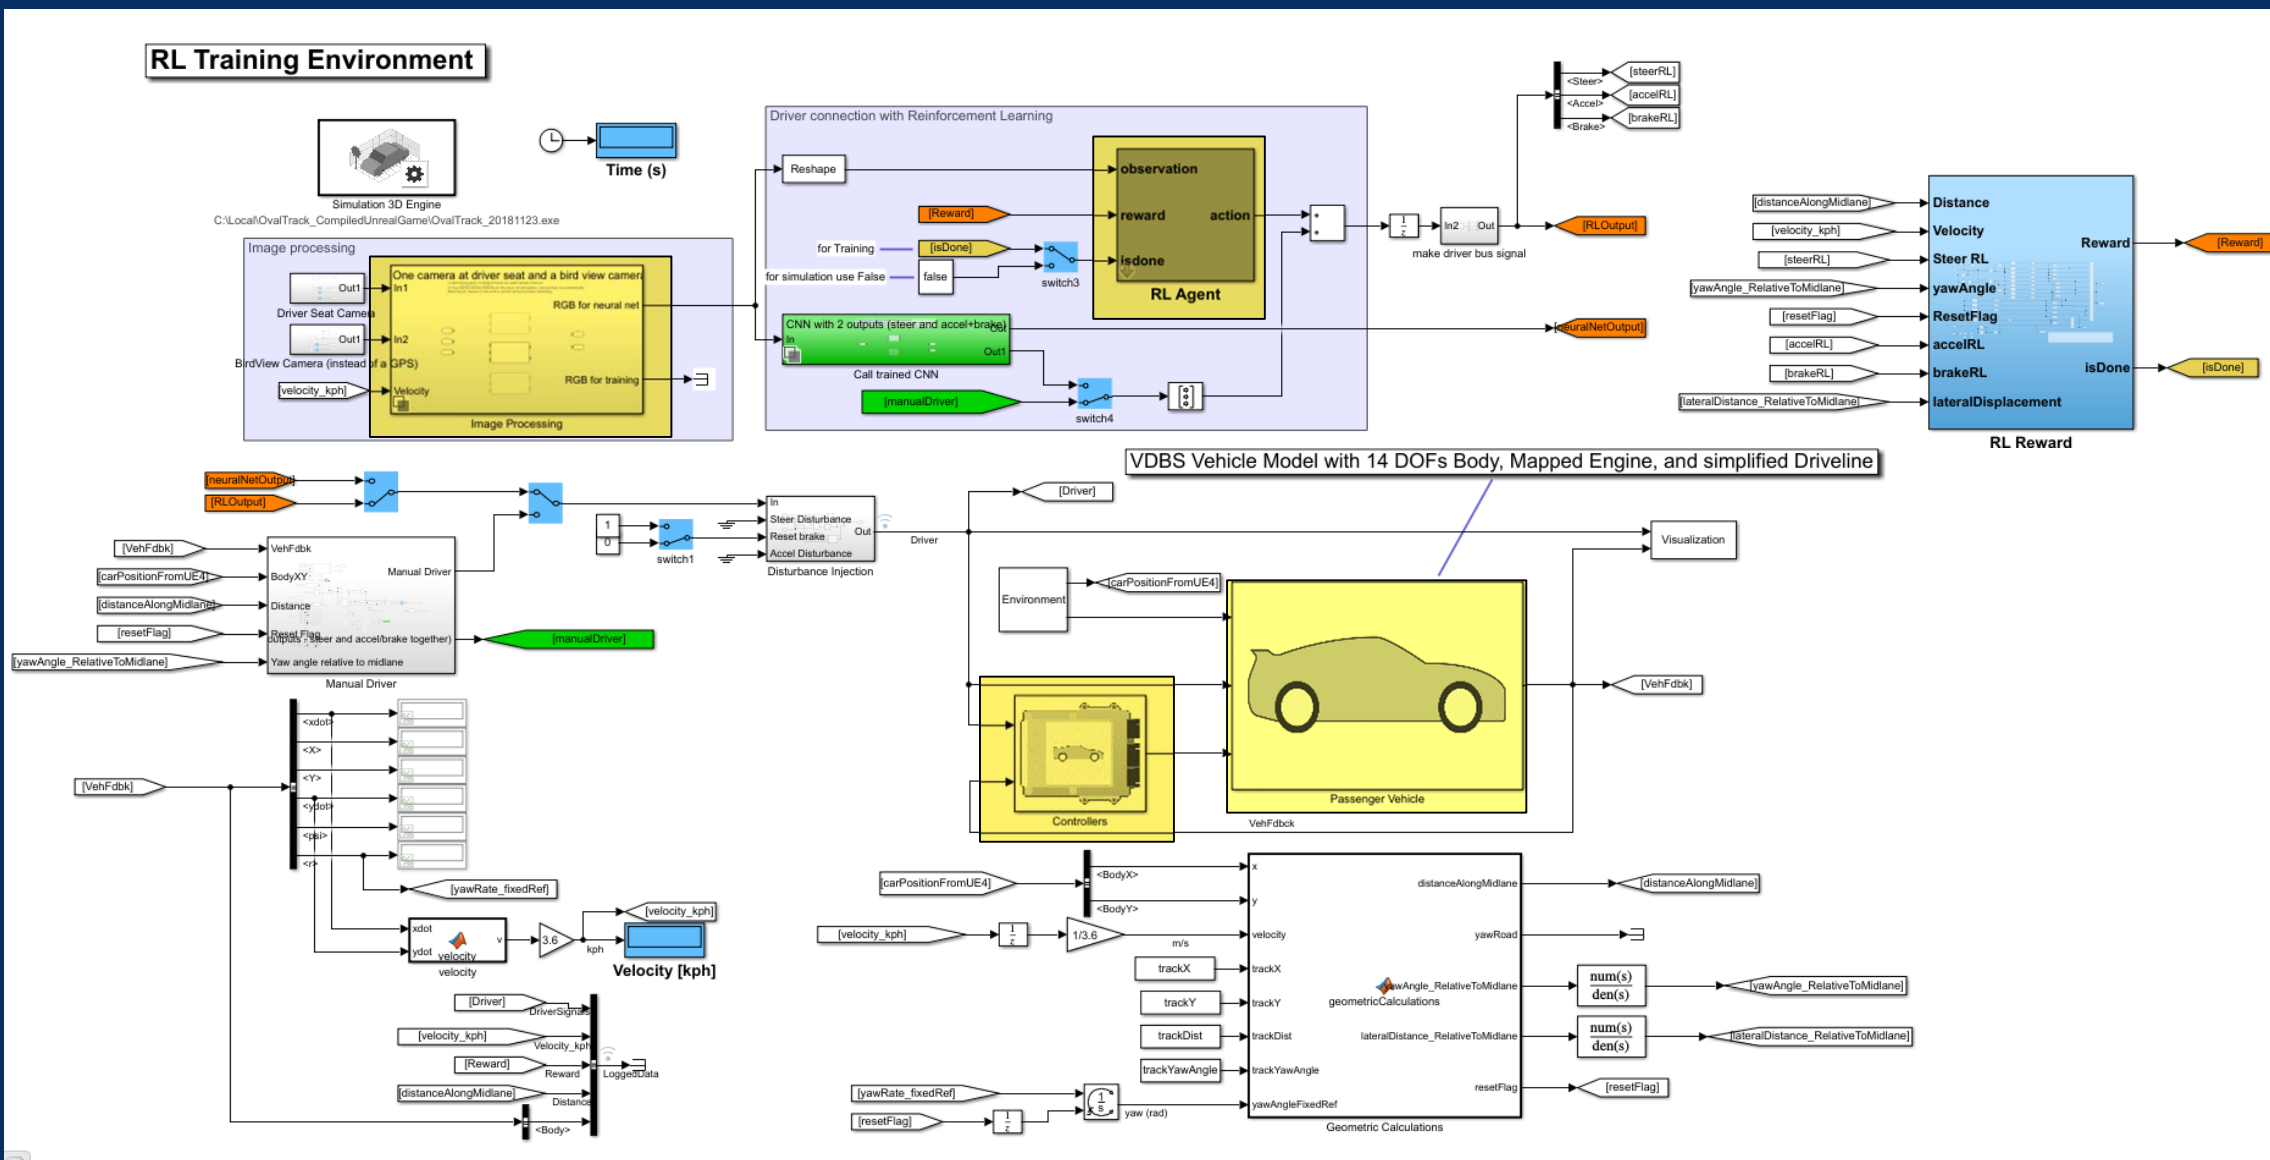 RL Training Environment
Simulation 3D Engine
C:\Local\OvalTrack_CompiledUnrealGame\OvalTrack_20181123.exe
Time (s)
Image processing
One camera at driver seat and a bird view camera
Out1
In1
RGB for neural net
Driver Seat Camera
Out1
In2
BirdView Camera (instead of a GPS)
RGB for training
[velocity_kph]
Velocity
Image Processing
Driver connection with Reinforcement Learning
Reshape
observation
[Reward]
reward
action
for Training
[isDone]
isdone
for simulation use False
false
switch3
RL Agent
CNN with 2 outputs (steer and accel+brake)
Out
In
Out1
Call trained CNN
[manualDriver]
switch4
1
z
In2
Out
make driver bus signal
<Steer>
<Accel>
<Brake>
[steerRL]
[accelRL]
[brakeRL]
[RLOutput]
[neuralNetOutput]
[distanceAlongMidlane]
[velocity_kph]
[steerRL]
[yawAngle_RelativeToMidlane]
[resetFlag]
[accelRL]
[brakeRL]
[lateralDistance_RelativeToMidlane]
Distance
Velocity
Steer RL
yawAngle
ResetFlag
accelRL
brakeRL
lateralDisplacement
Reward
isDone
[Reward]
[isDone]
RL Reward
VDBS Vehicle Model with 14 DOFs Body, Mapped Engine, and simplified Driveline
[neuralNetOutput]
[RLOutput]
[VehFdbk]
[carPositionFromUE4]
[distanceAlongMidlane]
[resetFlag]
[yawAngle_RelativeToMidlane]
VehFdbk
BodyXY
Distance
Reset Flag
Yaw angle relative to midlane
Manual Driver
outputs - steer and accel/brake together)
Manual Driver
[manualDriver]
1
0
switch1
In
Steer Disturbance
Reset brake
Accel Disturbance
Out
Disturbance Injection
Driver
[Driver]
Visualization
Environment
[carPositionFromUE4]
Passenger Vehicle
Controllers
VehFdbck
[VehFdbk]
[VehFdbk]
<xdot>
<X>
<Y>
<ydot>
<psi>
<r>
[yawRate_fixedRef]
xdot
ydot
v
velocity
velocity
3.6
kph
[velocity_kph]
Velocity [kph]
[Driver]
DriverSignals
[velocity_kph]
Velocity_kph
[Reward]
Reward
LoggedData
[distanceAlongMidlane]
Distance
<Body>
[carPositionFromUE4]
<BodyX>
<BodyY>
[velocity_kph]
1
z
1/3.6
m/s
trackX
trackY
trackDist
trackYawAngle
[yawRate_fixedRef]
[resetFlag]
1
z
1
s
yaw (rad)
x
y
velocity
trackX
trackY
trackDist
trackYawAngle
yawAngleFixedRef
distanceAlongMidlane
yawRoad
yawAngle_RelativeToMidlane
geometricCalculations
lateralDistance_RelativeToMidlane
resetFlag
Geometric Calculations
[distanceAlongMidlane]
num(s)
den(s)
[yawAngle_RelativeToMidlane]
num(s)
den(s)
[lateralDistance_RelativeToMidlane]
[resetFlag]